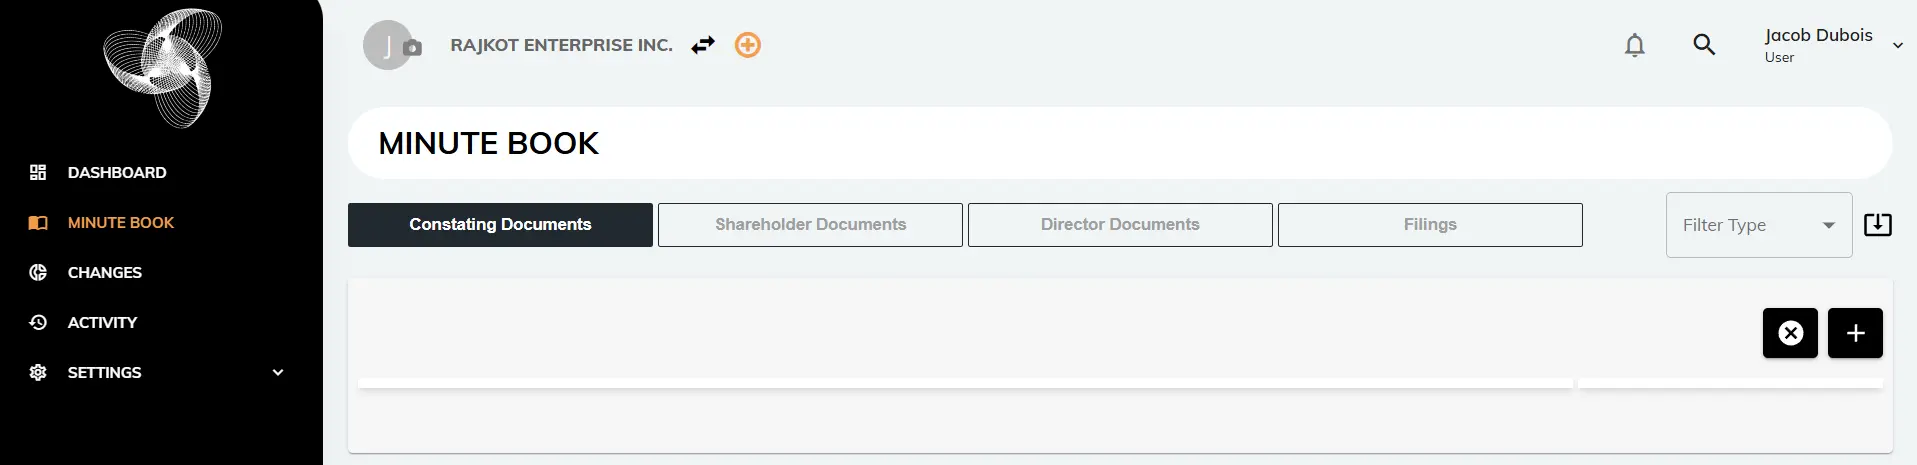 J
RAJKOT ENTERPRISE INC.
Jacob Dubois
User
MINUTE BOOK
DASHBOARD
MINUTE BOOK
CHANGES
ACTIVITY
SETTINGS
Constating Documents
Shareholder Documents
Director Documents
Filings
Filter Type